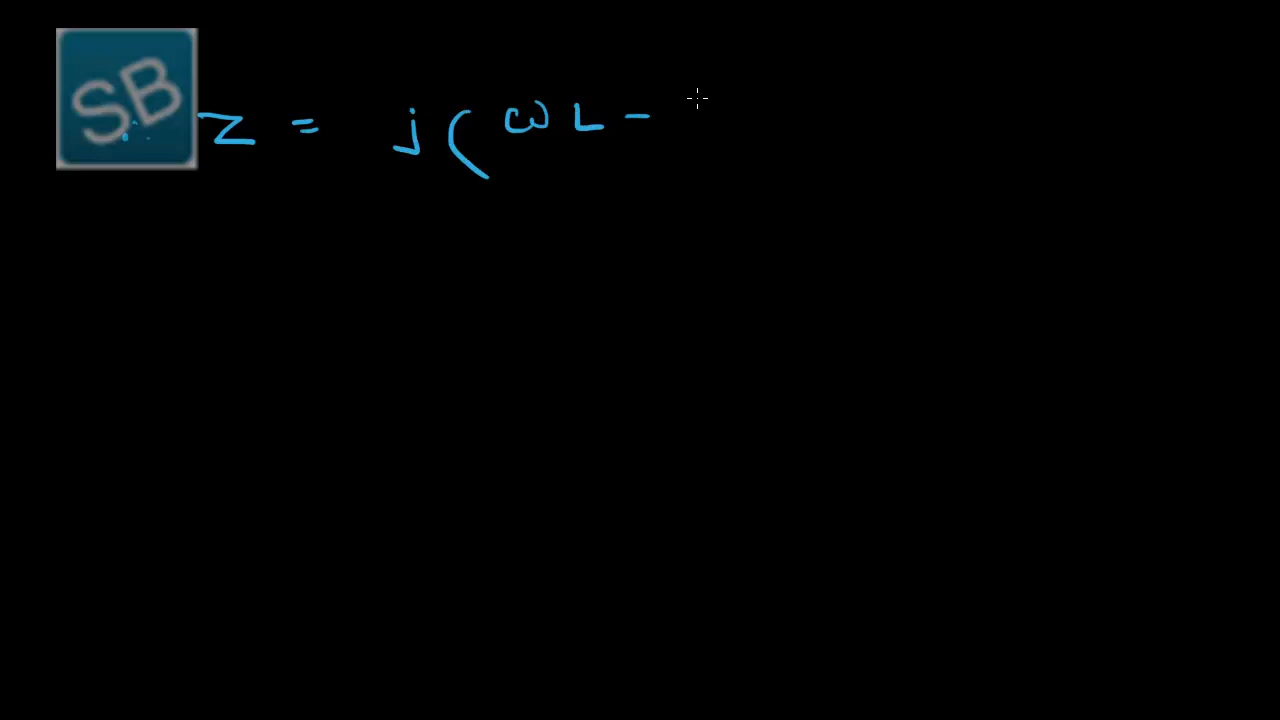 SB
Z = j( ωL –